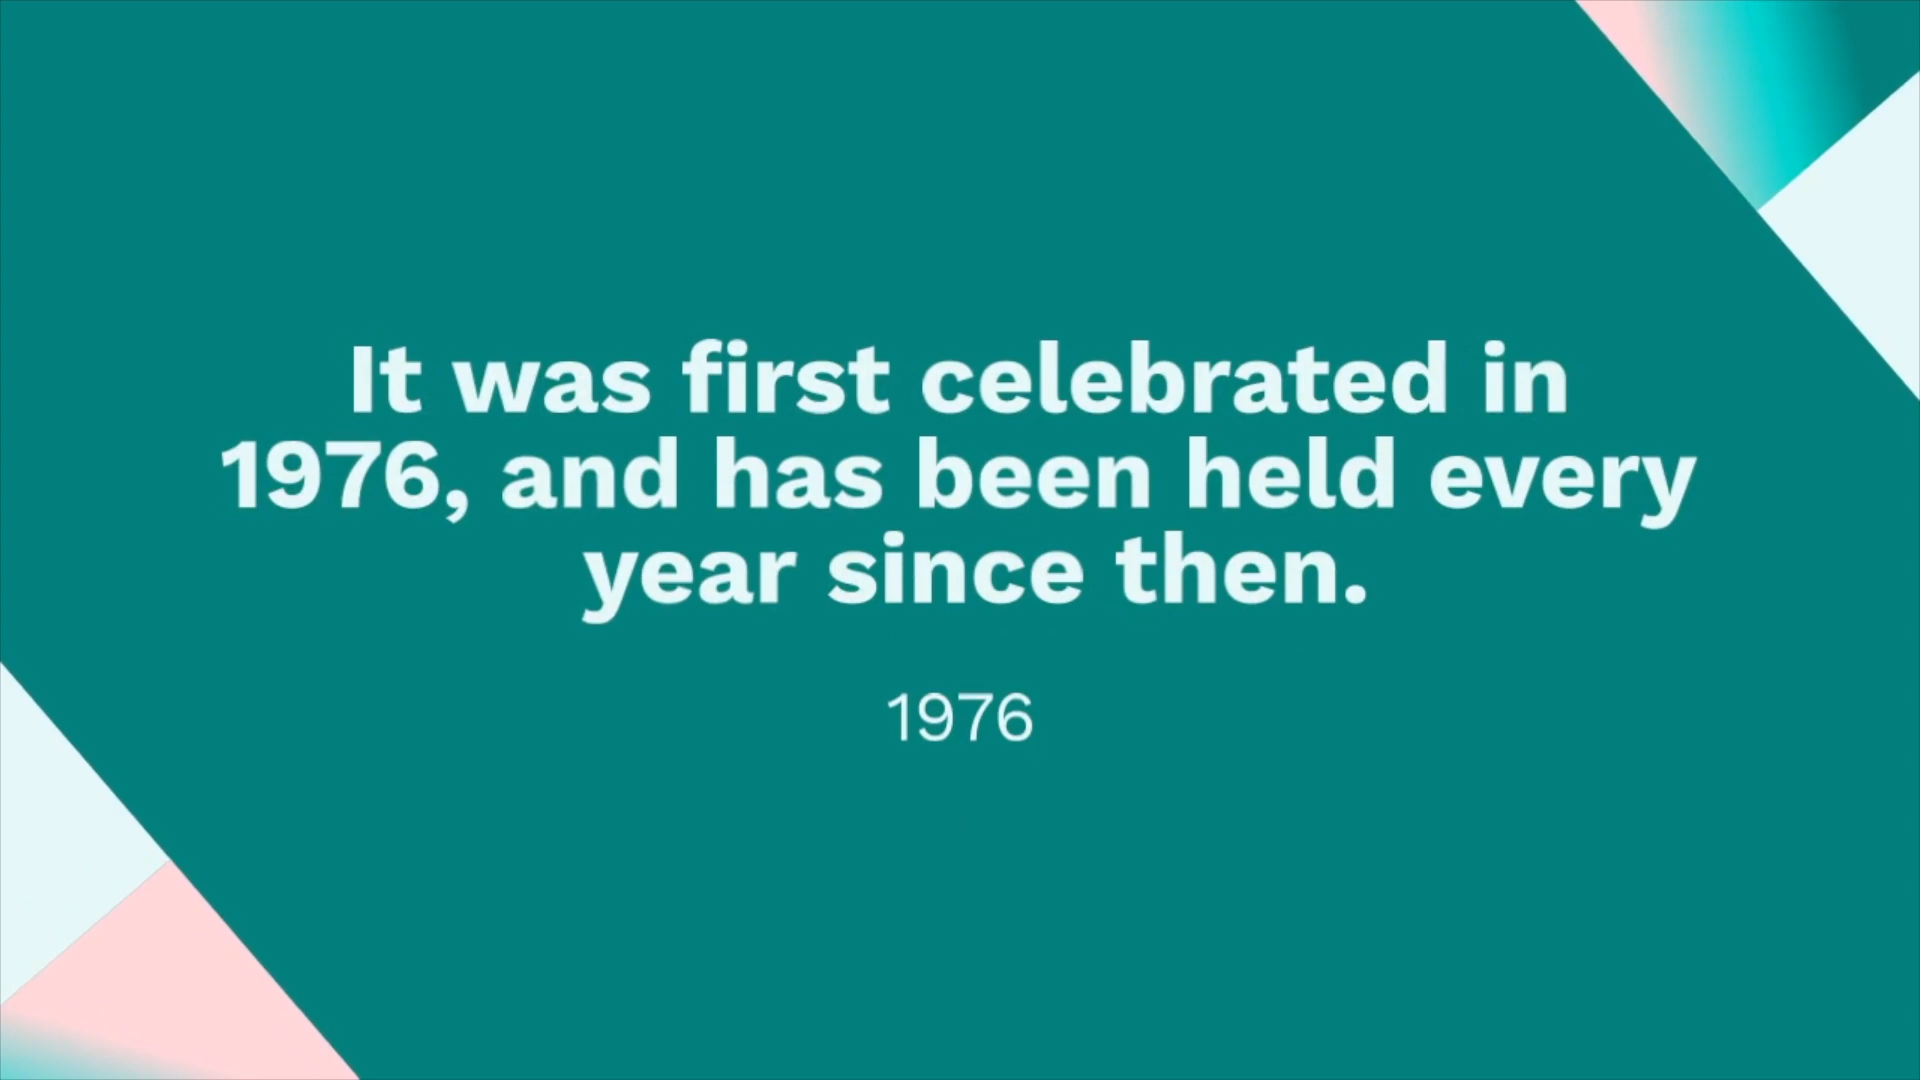 It was first celebrated in
1976, and has been held every
year since then.
1976